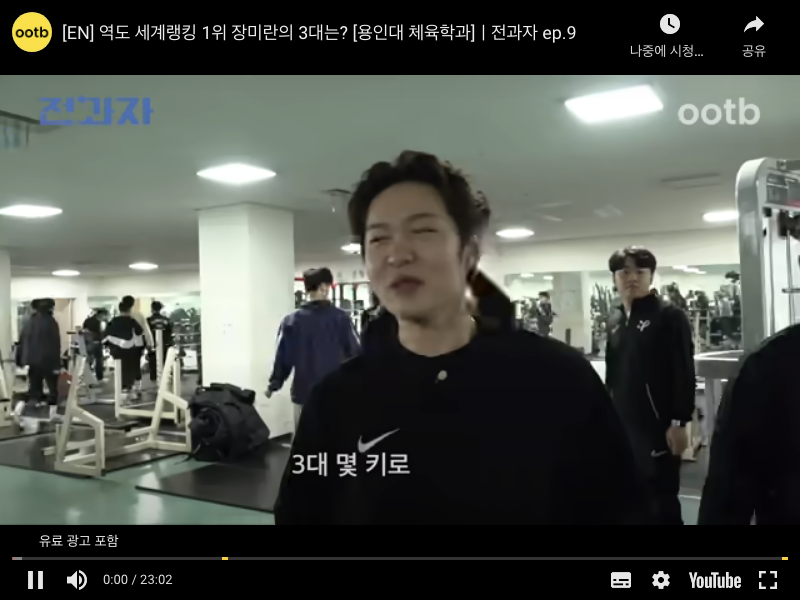 ootb
[EN] 역도 세계랭킹 1위 장미란의 3대는? [용인대 체육학과] | 전과자 ep.9
나중에 시청...
공유
전과자
ootb
3대 몇 키로
유료 광고 포함
0:00 / 23:02
YouTube